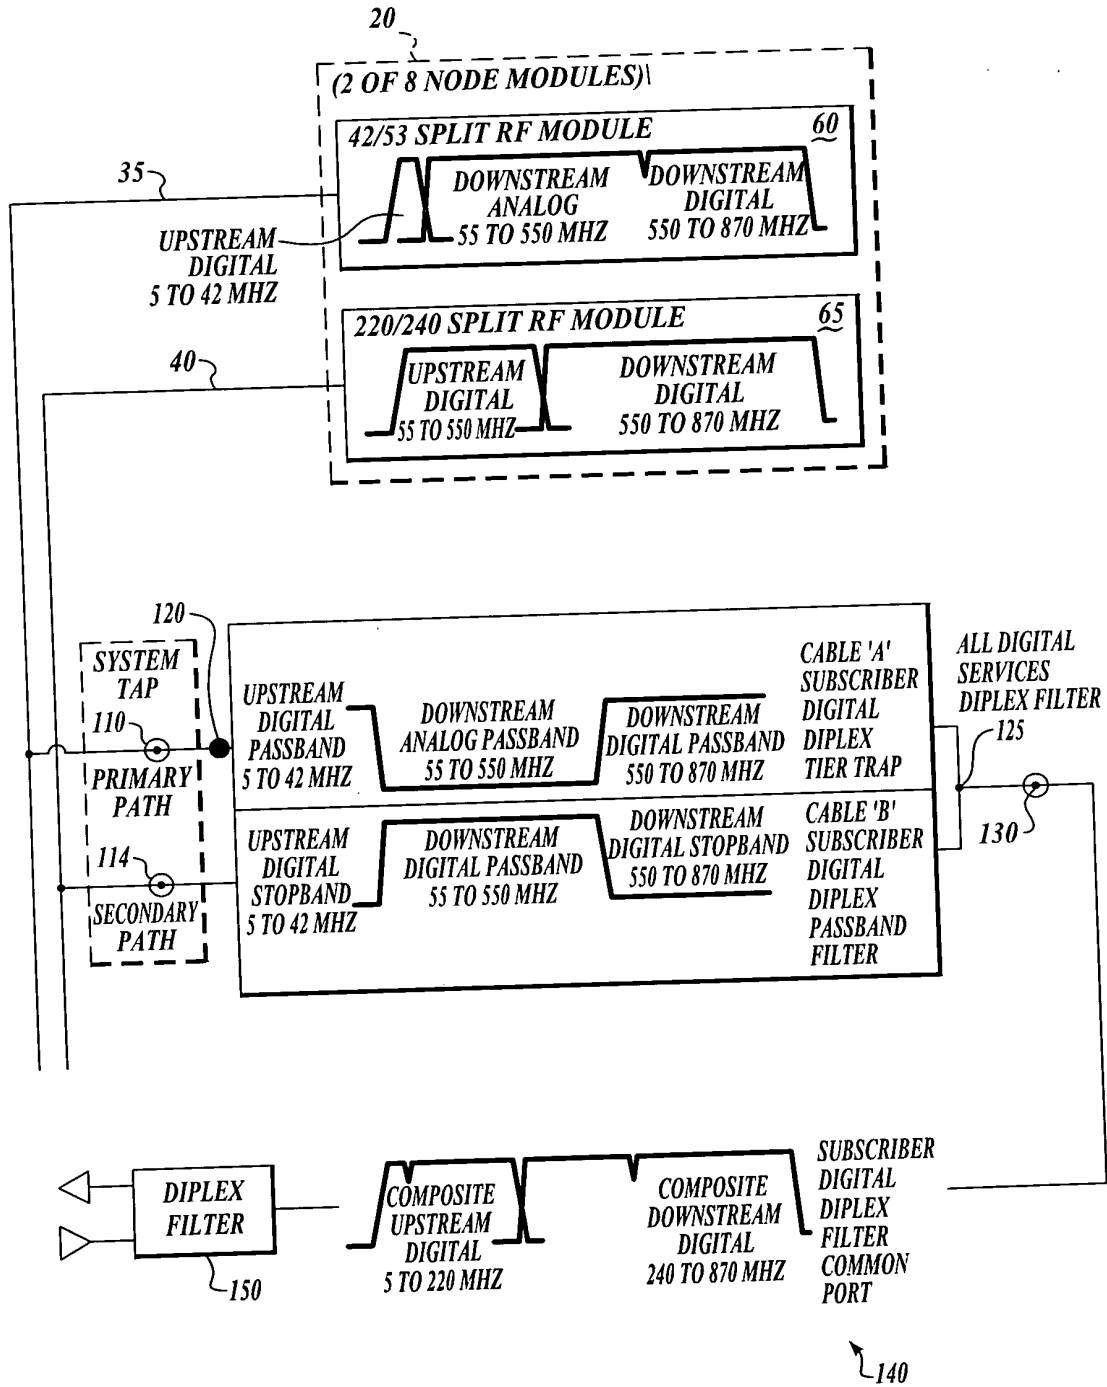 20
(2 OF 8 NODE MODULES)\
42/53 SPLIT RF MODULE
60
DOWNSTREAM
ANALOG
55 TO 550 MHZ
DOWNSTREAM
DIGITAL
550 TO 870 MHZ
35
UPSTREAM
DIGITAL
5 TO 42 MHZ
220/240 SPLIT RF MODULE
65
UPSTREAM
DIGITAL
55 TO 550 MHZ
DOWNSTREAM
DIGITAL
550 TO 870 MHZ
40
120
SYSTEM
TAP
110
PRIMARY
PATH
114
SECONDARY
PATH
UPSTREAM
DIGITAL
PASSBAND
5 TO 42 MHZ
DOWNSTREAM
ANALOG PASSBAND
55 TO 550 MHZ
DOWNSTREAM
DIGITAL PASSBAND
550 TO 870 MHZ
CABLE 'A'
SUBSCRIBER
DIGITAL
DIPLEX
TIER TRAP
UPSTREAM
DIGITAL
STOPBAND
5 TO 42 MHZ
DOWNSTREAM
DIGITAL PASSBAND
55 TO 550 MHZ
DOWNSTREAM
DIGITAL STOPBAND
550 TO 870 MHZ
CABLE 'B'
SUBSCRIBER
DIGITAL
DIPLEX
PASSBAND
FILTER
ALL DIGITAL
SERVICES
DIPLEX FILTER
125
130
DIPLEX
FILTER
150
COMPOSITE
UPSTREAM
DIGITAL
5 TO 220 MHZ
COMPOSITE
DOWNSTREAM
DIGITAL
240 TO 870 MHZ
SUBSCRIBER
DIGITAL
DIPLEX
FILTER
COMMON
PORT
140